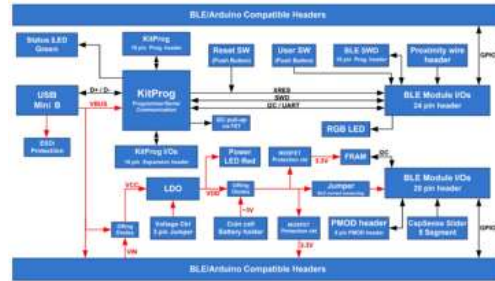 BLE/Arduino Compatible Headers
Status LED
Green
KitProg
10 pin Prog. header
Reset SW
(Push Button)
User SW
(Push Button)
BLE SWD
10 pin Prog. header
Proximity wire
header
GPIO
USB
Mini B
D+ / D-
VBUS
KitProg
Programmer/Serial
Communication
XRES
SWD
I2C / UART
BLE Module I/Os
24 pin header
ESD
Protection
I2C pull-up
via FET
RGB LED
KitProg I/Os
16 pin Expansion header
Power
LED Red
MOSFET
Protection ckt
3.3V
FRAM
I2C
VCC
LDO
VDD
ORing
Diodes
Jumper
BLE Module I/Os
20 pin header
ORing
Diodes
Voltage Ctrl
3 pin Jumper
~3V
Coin cell
Battery holder
MOSFET
Protection ckt
PMOD header
6 pin PMOD header
CapSense Slider
5 Segment
VIN
3.3V
GPIO
BLE/Arduino Compatible Headers